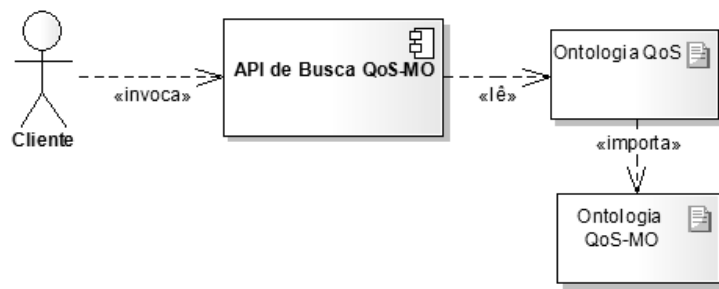 API de Busca QoS-MO
Ontologia QoS
«invoca»
«lê»
Cliente
«importa»
Ontologia
QoS-MO